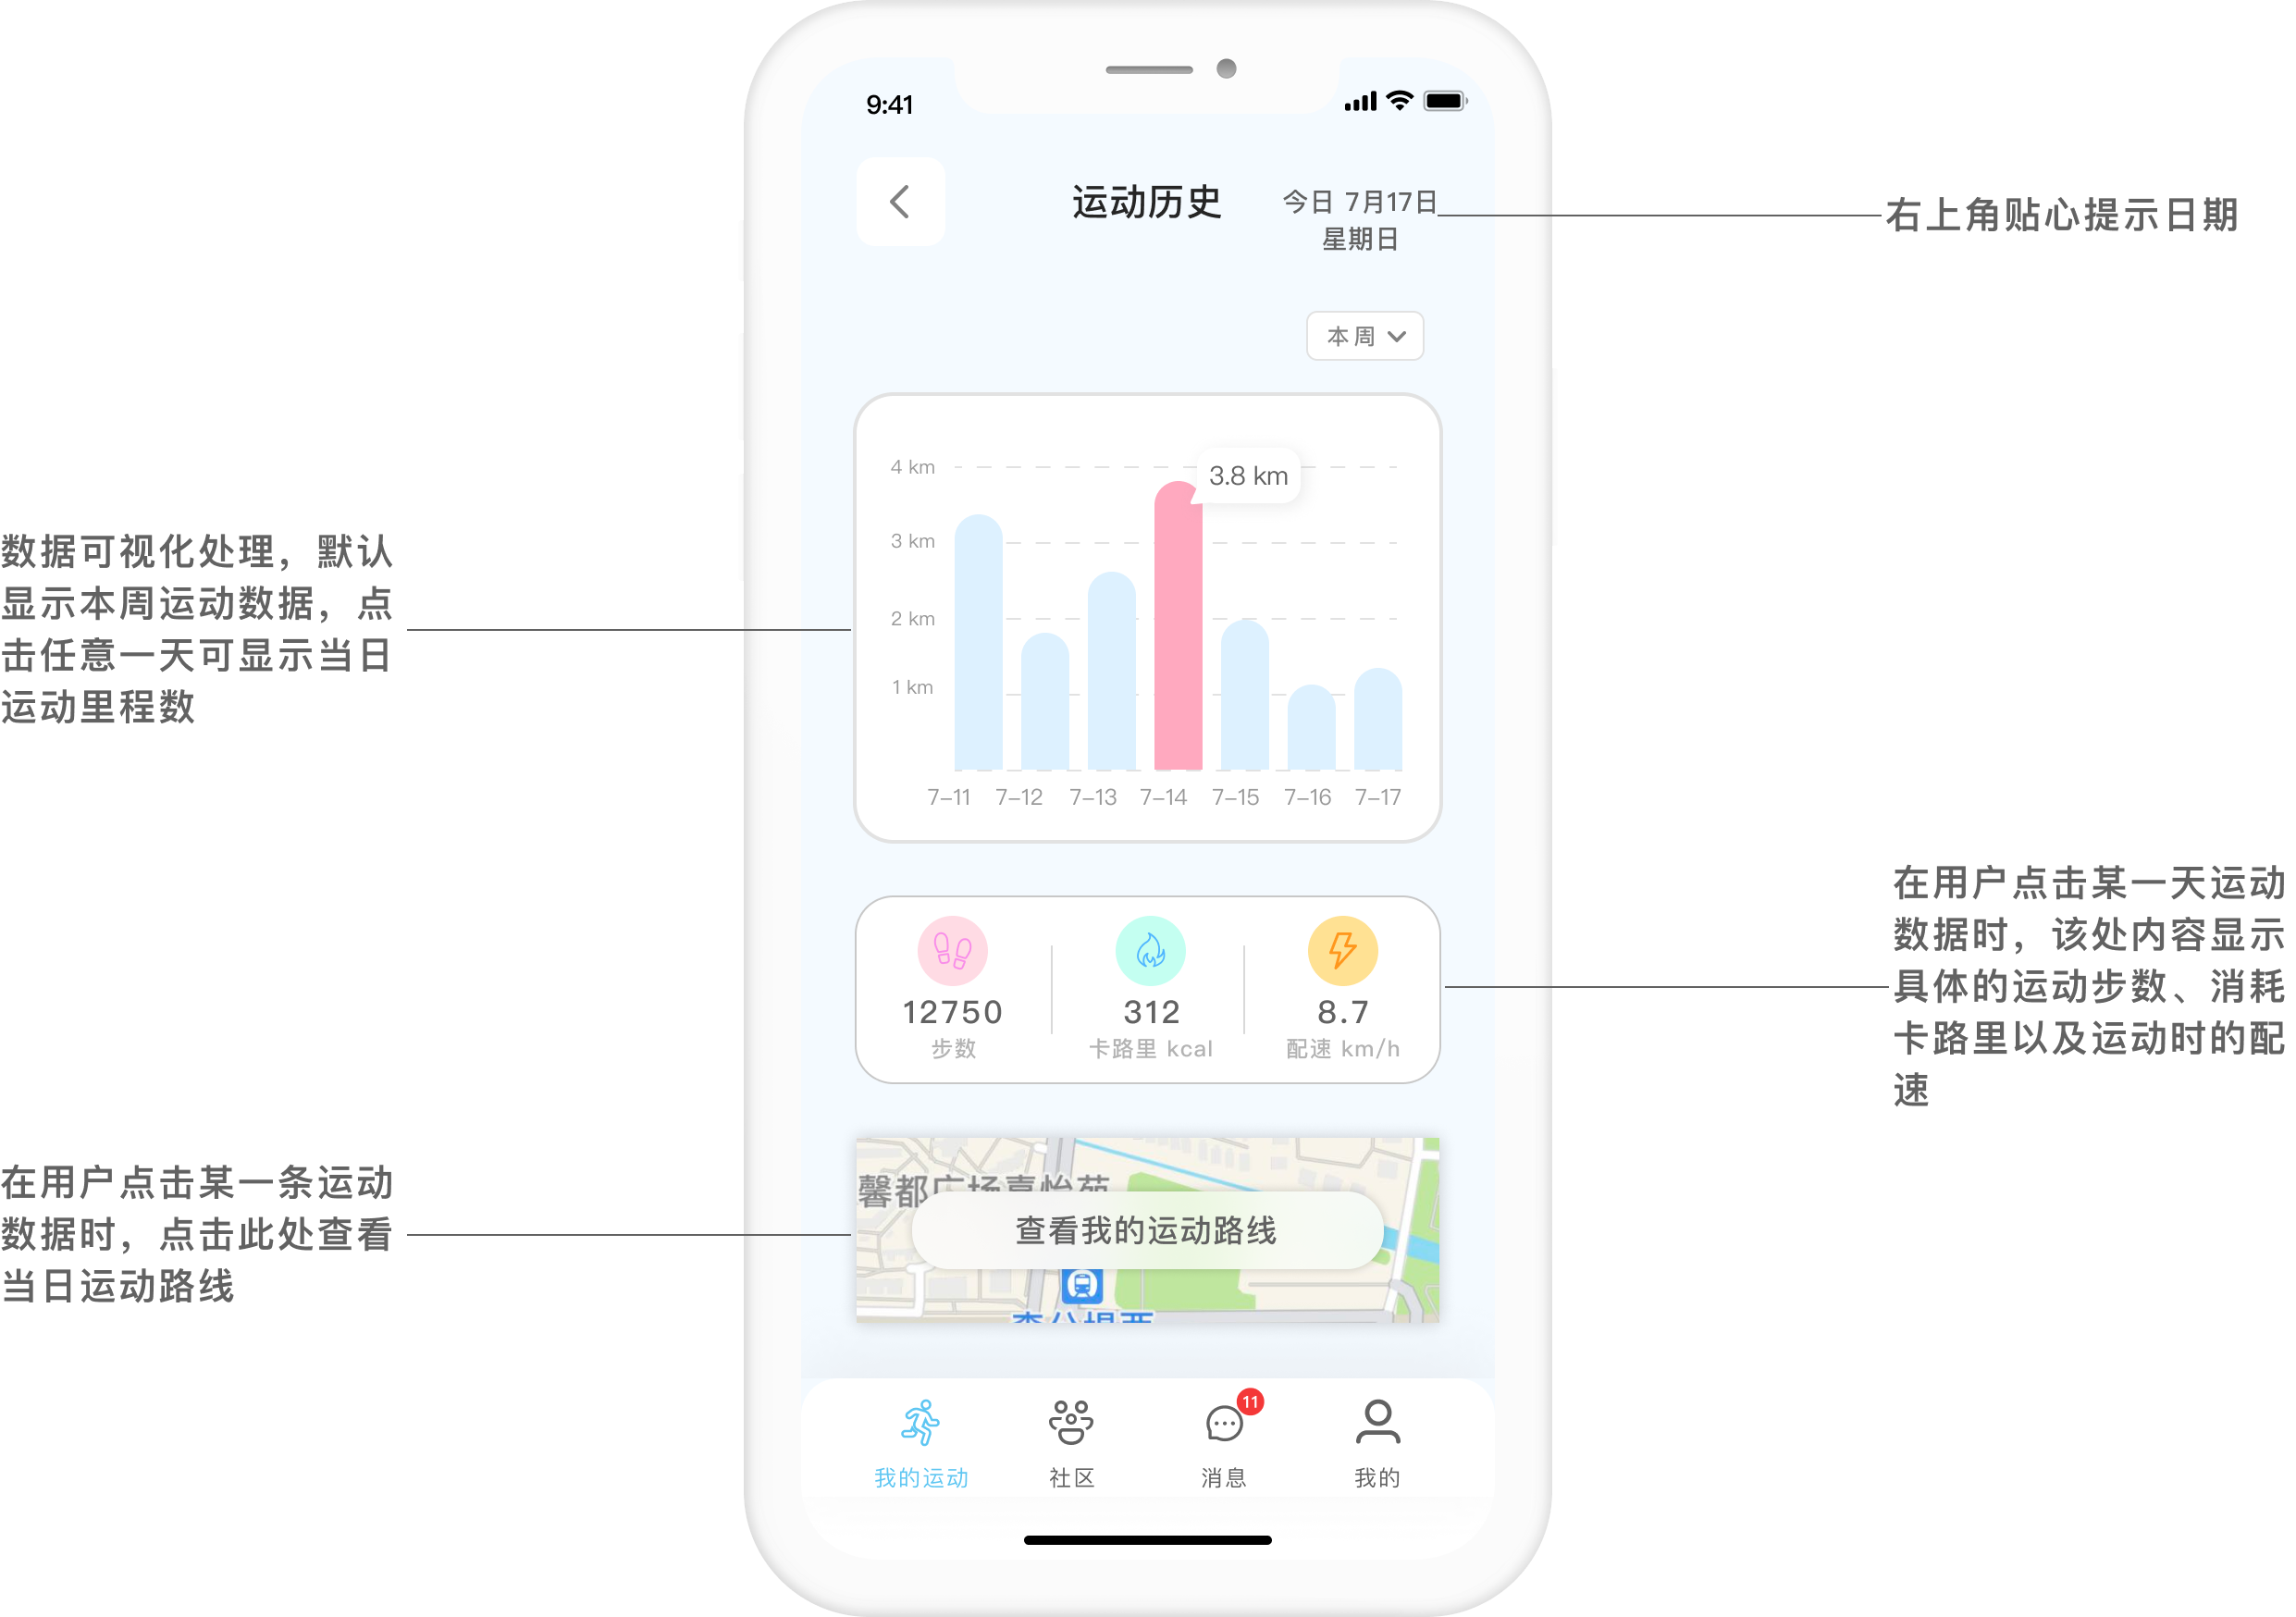 9:41
运动历史
今日 7月17日
星期日
右上角贴心提示日期
本周
4 km
3 km
2 km
1 km
3.8 km
7-11 7-12 7-13 7-14 7-15 7-16 7-17
数据可视化处理，默认
显示本周运动数据，点
击任意一天可显示当日
运动里程数
12750
步数
312
卡路里 kcal
8.7
配速 km/h
在用户点击某一天运动
数据时，该处内容显示
具体的运动步数、消耗
卡路里以及运动时的配
速
馨都广场嘉怡苑
查看我的运动路线
在用户点击某一条运动
数据时，点击此处查看
当日运动路线
11
我的运动
社区
消息
我的